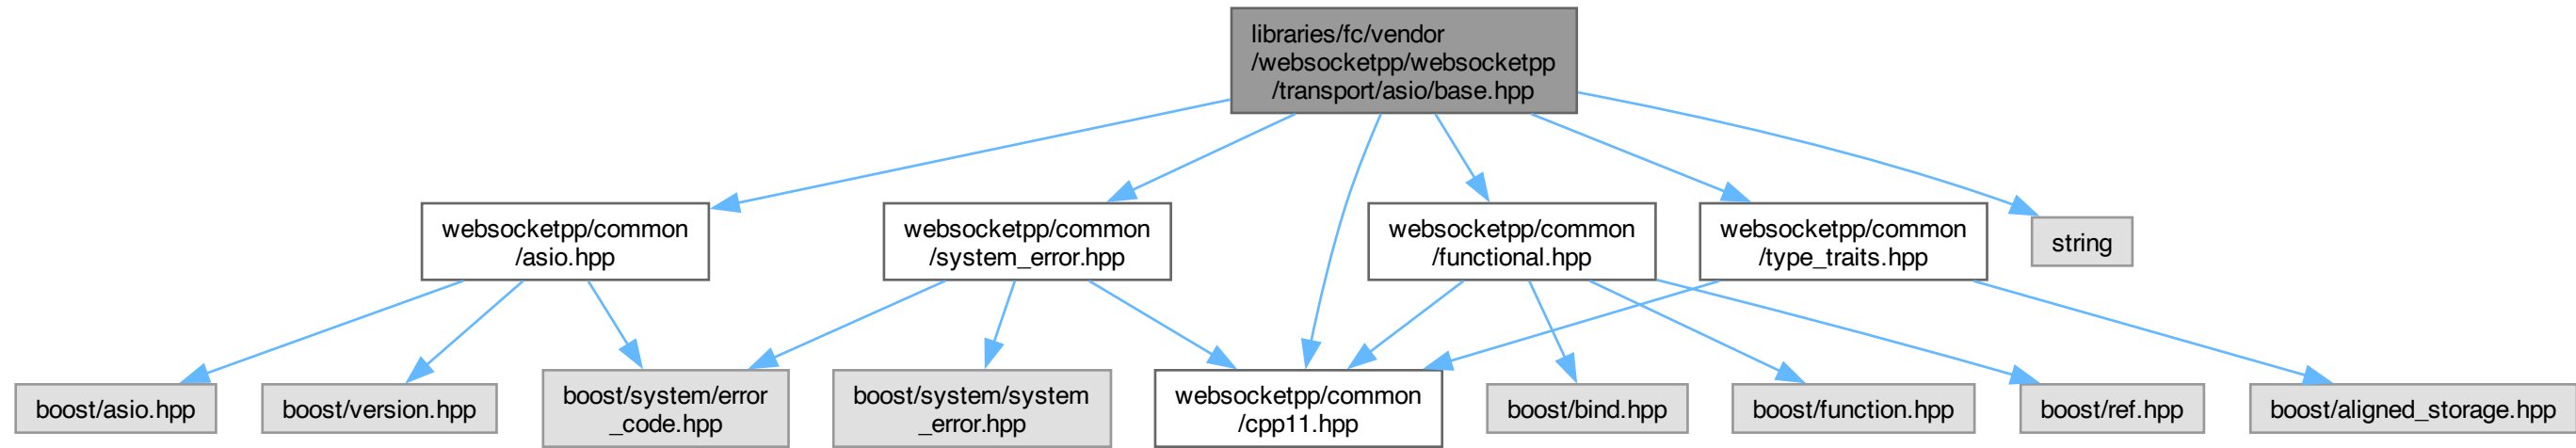 libraries/fc/vendor
/websocketpp/websocketpp
/transport/asio/base.hpp
websocketpp/common
/asio.hpp
websocketpp/common
/system_error.hpp
websocketpp/common
/functional.hpp
websocketpp/common
/type_traits.hpp
string
boost/asio.hpp
boost/version.hpp
boost/system/error
_code.hpp
boost/system/system
_error.hpp
websocketpp/common
/cpp11.hpp
boost/bind.hpp
boost/function.hpp
boost/ref.hpp
boost/aligned_storage.hpp